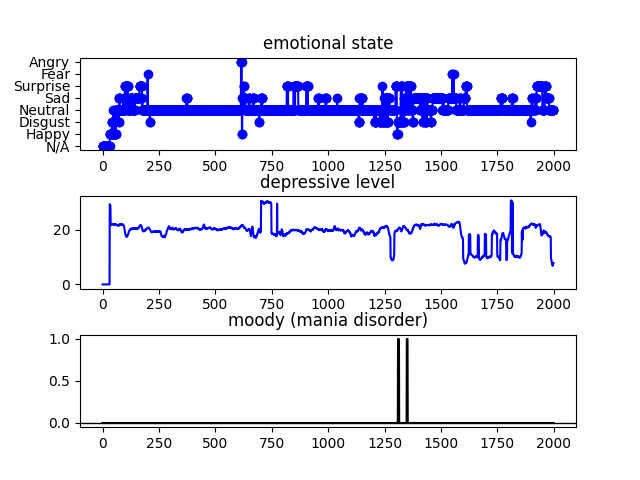 emotional state
Angry
Fear
Surprise
Sad
Neutral
Disgust
Happy
N/A
0 250 500 750 1000 1250 1500 1750 2000
depressive level
20
0
0 250 500 750 1000 1250 1500 1750 2000
moody (mania disorder)
1.0
0.5
0.0
0 250 500 750 1000 1250 1500 1750 2000